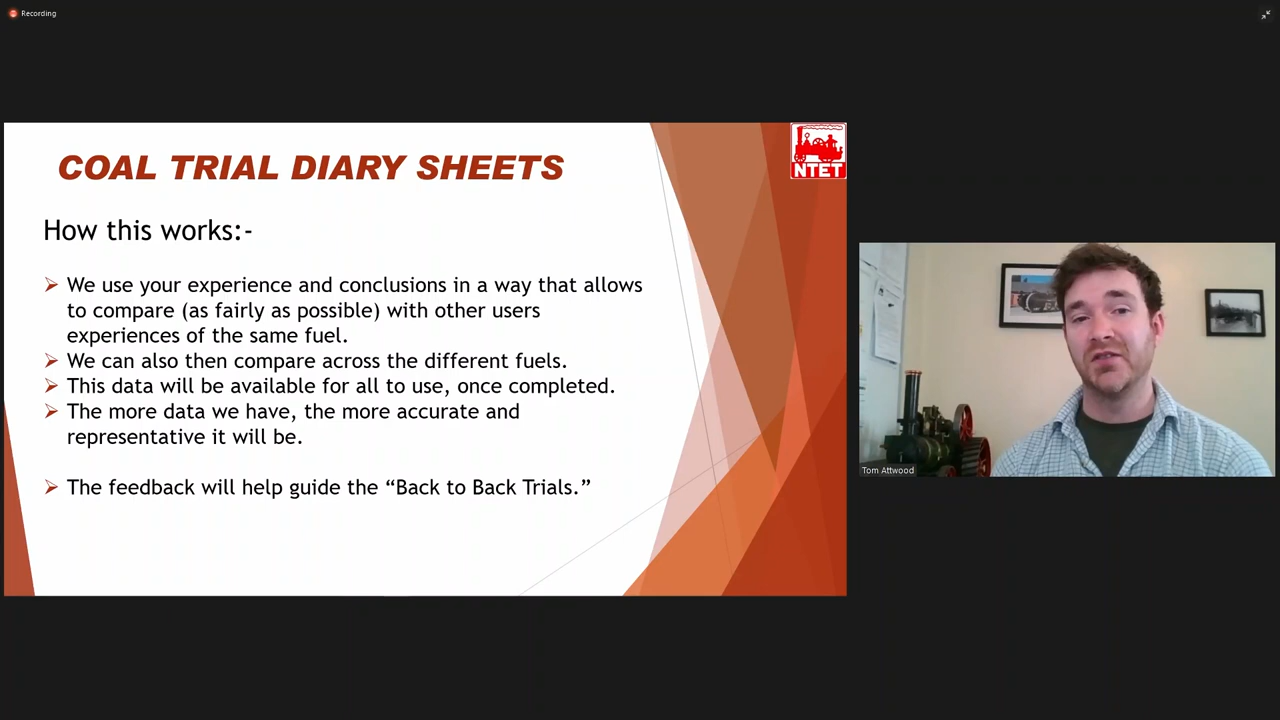 Recording
COAL TRIAL DIARY SHEETS
NTET
How this works:-
We use your experience and conclusions in a way that allows
to compare (as fairly as possible) with other users
experiences of the same fuel.
We can also then compare across the different fuels.
This data will be available for all to use, once completed.
The more data we have, the more accurate and
representative it will be.
The feedback will help guide the “Back to Back Trials.”
Tom Attwood